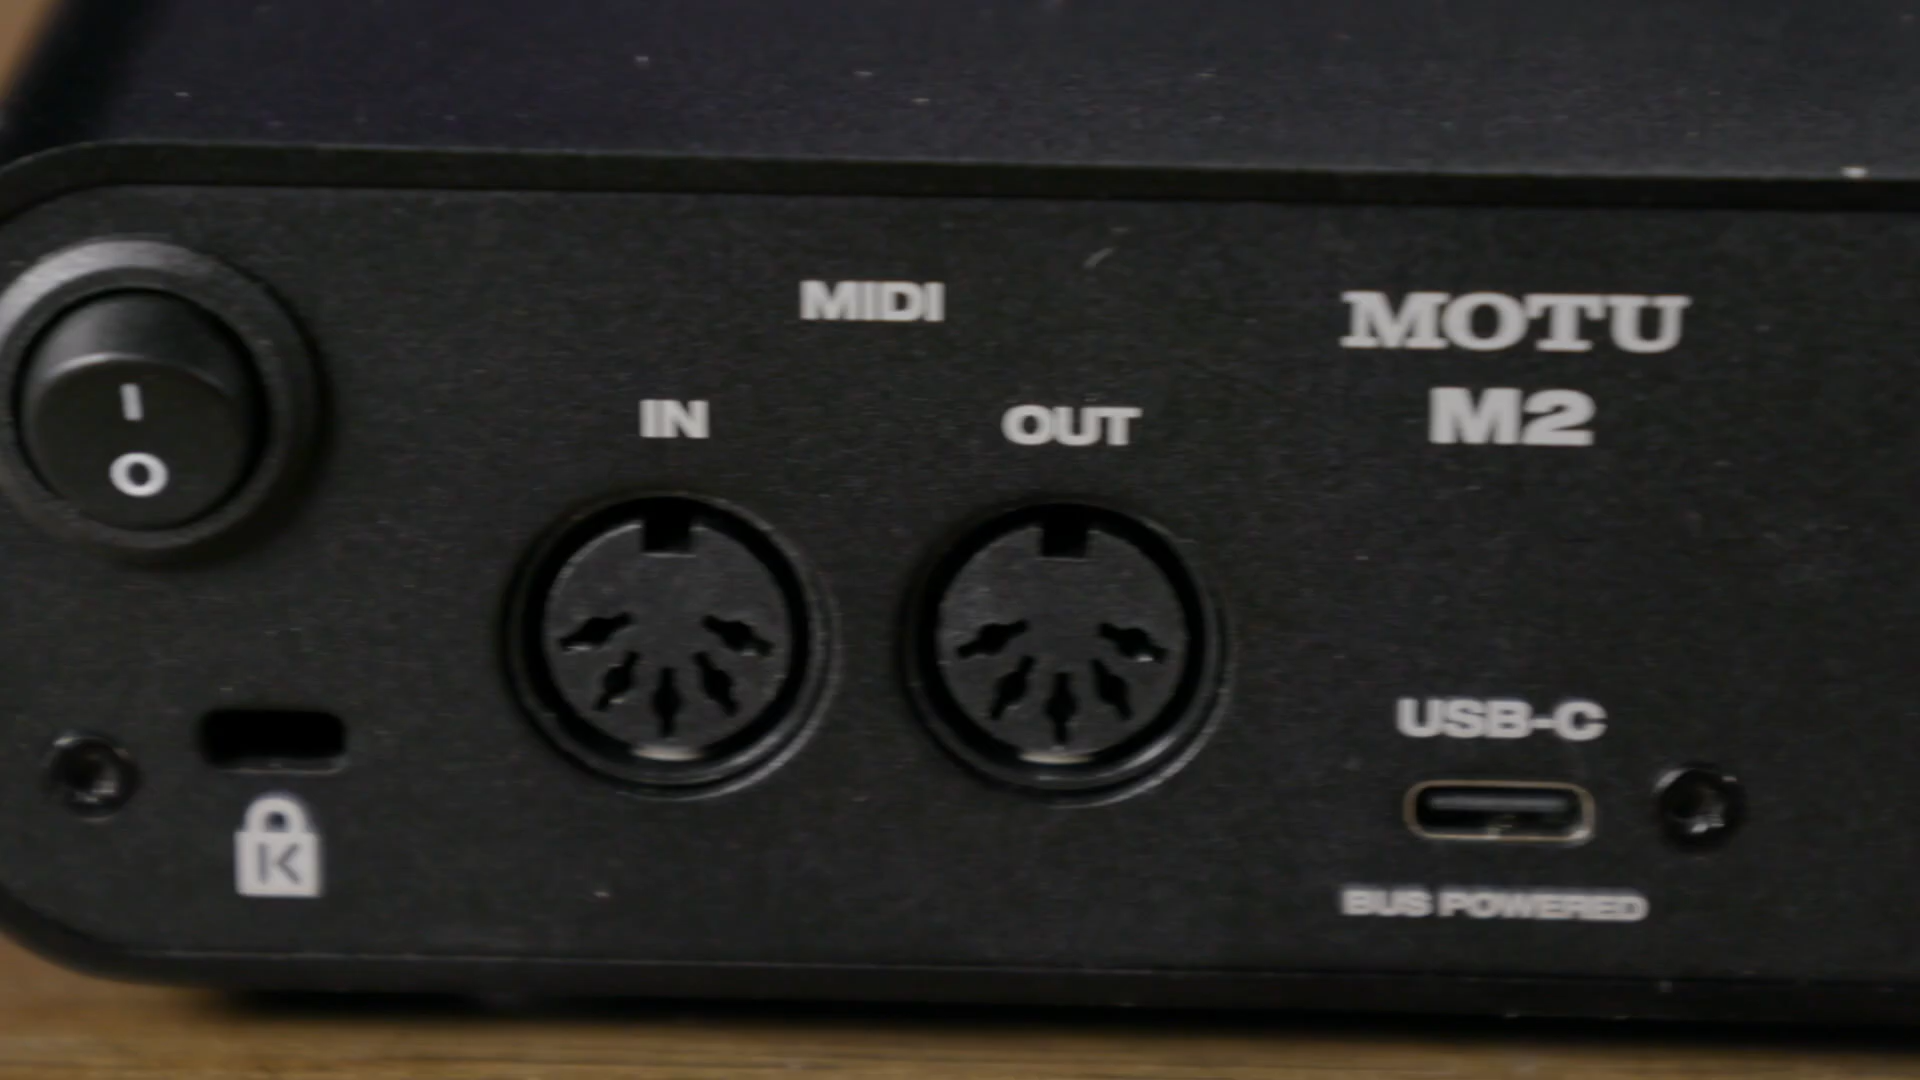 MIDI
MOTU
M2
IN
OUT
I
O
USB-C
K
BUS POWERED